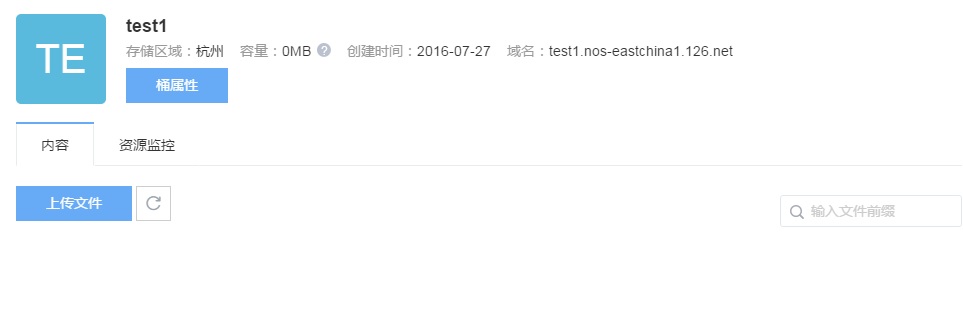 TE
test1
存储区域：杭州 容量：0MB ? 创建时间：2016-07-27 域名：test1.nos-eastchina1.126.net
桶属性
内容 资源监控
上传文件 输入文件前缀